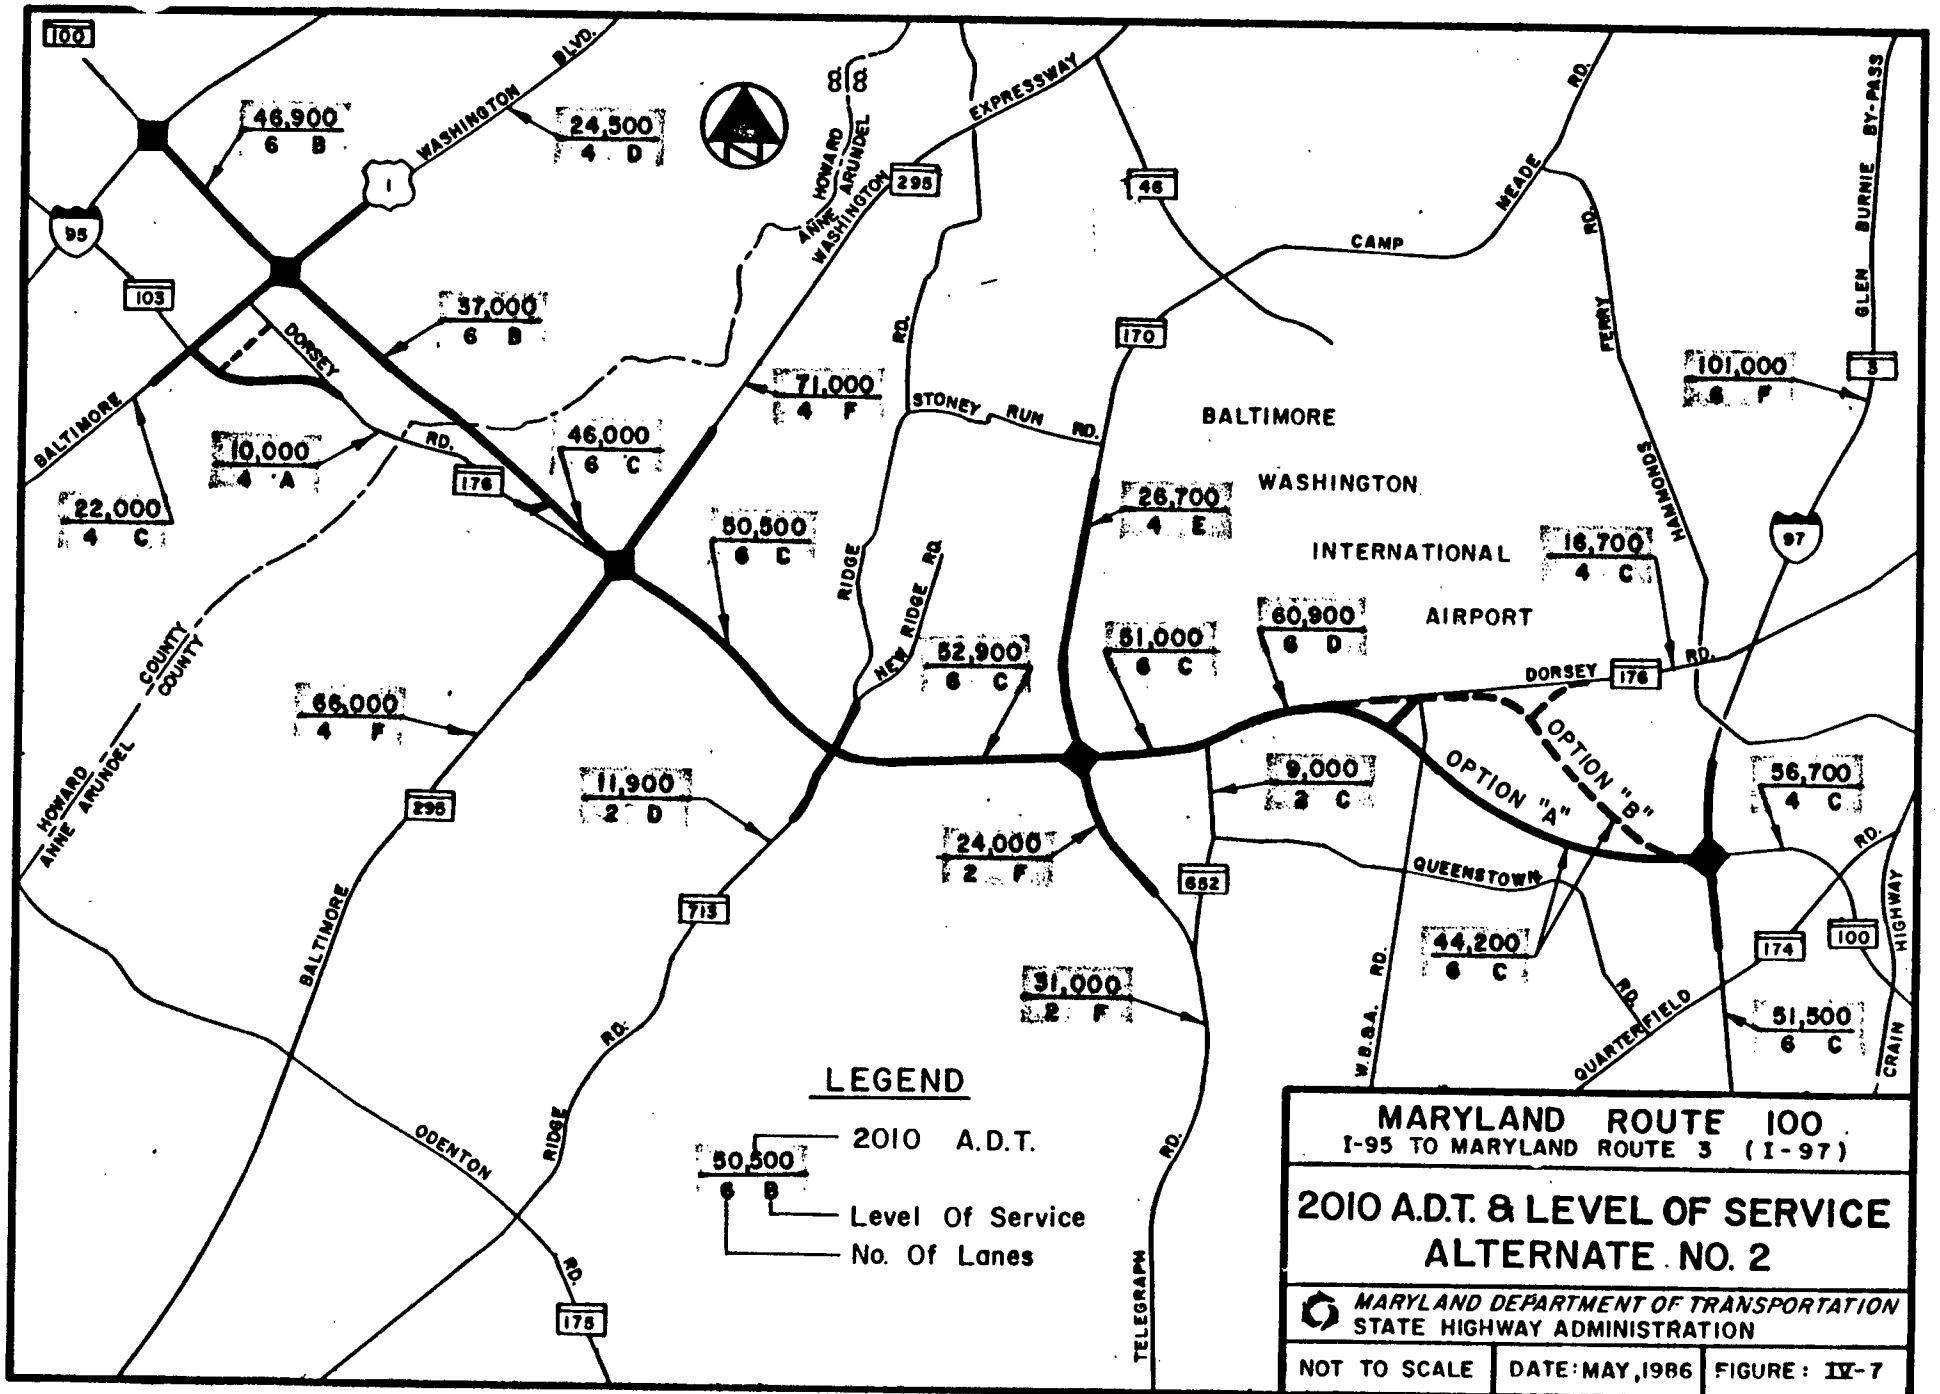 100
46,900
6 B
WASHINGTON BLVD.
24,500
4 D
1
95
103
HOWARD CO.
ANNE ARUNDEL CO.
WASHINGTON
295
EXPRESSWAY
46
CAMP
MEADE
RD.
FERRY
RD.
HAMMONDS
GLEN BURNIE BY-PASS
3
101,000
6 F
170
BALTIMORE
DORSEY
RD.
37,000
6 B
71,000
4 F
RD.
STONEY RUN RD.
BALTIMORE
WASHINGTON
INTERNATIONAL
AIRPORT
10,000
4 A
176
46,000
6 C
22,000
4 C
50,500
6 C
26,700
4 E
16,700
4 C
97
RIDGE
NEW RIDGE RD.
52,900
6 C
51,000
6 C
60,900
6 D
DORSEY
176
RD.
COUNTY
COUNTY
HOWARD
ANNE ARUNDEL
66,000
4 F
295
11,900
2 D
713
24,000
2 F
9,000
2 C
652
OPTION "A"
OPTION "B"
56,700
4 C
RD.
QUEENSTOWN
RD.
44,200
6 C
174
100
HIGHWAY
CRAIN
QUARTERFIELD
51,500
6 C
W.B.& A. RD.
31,000
2 F
BALTIMORE
RIDGE
RD.
ODENTON
RD.
175
TELEGRAPH
RD.
LEGEND
2010 A.D.T.
50,500
6 B
Level Of Service
No. Of Lanes
MARYLAND ROUTE 100
I-95 TO MARYLAND ROUTE 3 (I-97)
2010 A.D.T. & LEVEL OF SERVICE
ALTERNATE NO. 2
MARYLAND DEPARTMENT OF TRANSPORTATION
STATE HIGHWAY ADMINISTRATION
NOT TO SCALE
DATE: MAY, 1986
FIGURE: IV-7